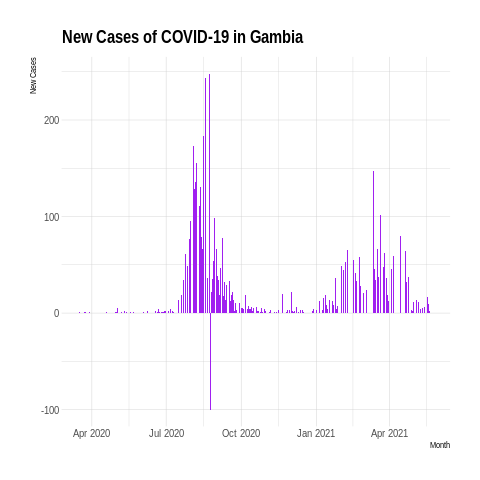 New Cases of COVID-19 in Gambia
New Cases
200
100
0
-100
Apr 2020 Jul 2020 Oct 2020 Jan 2021 Apr 2021
Month